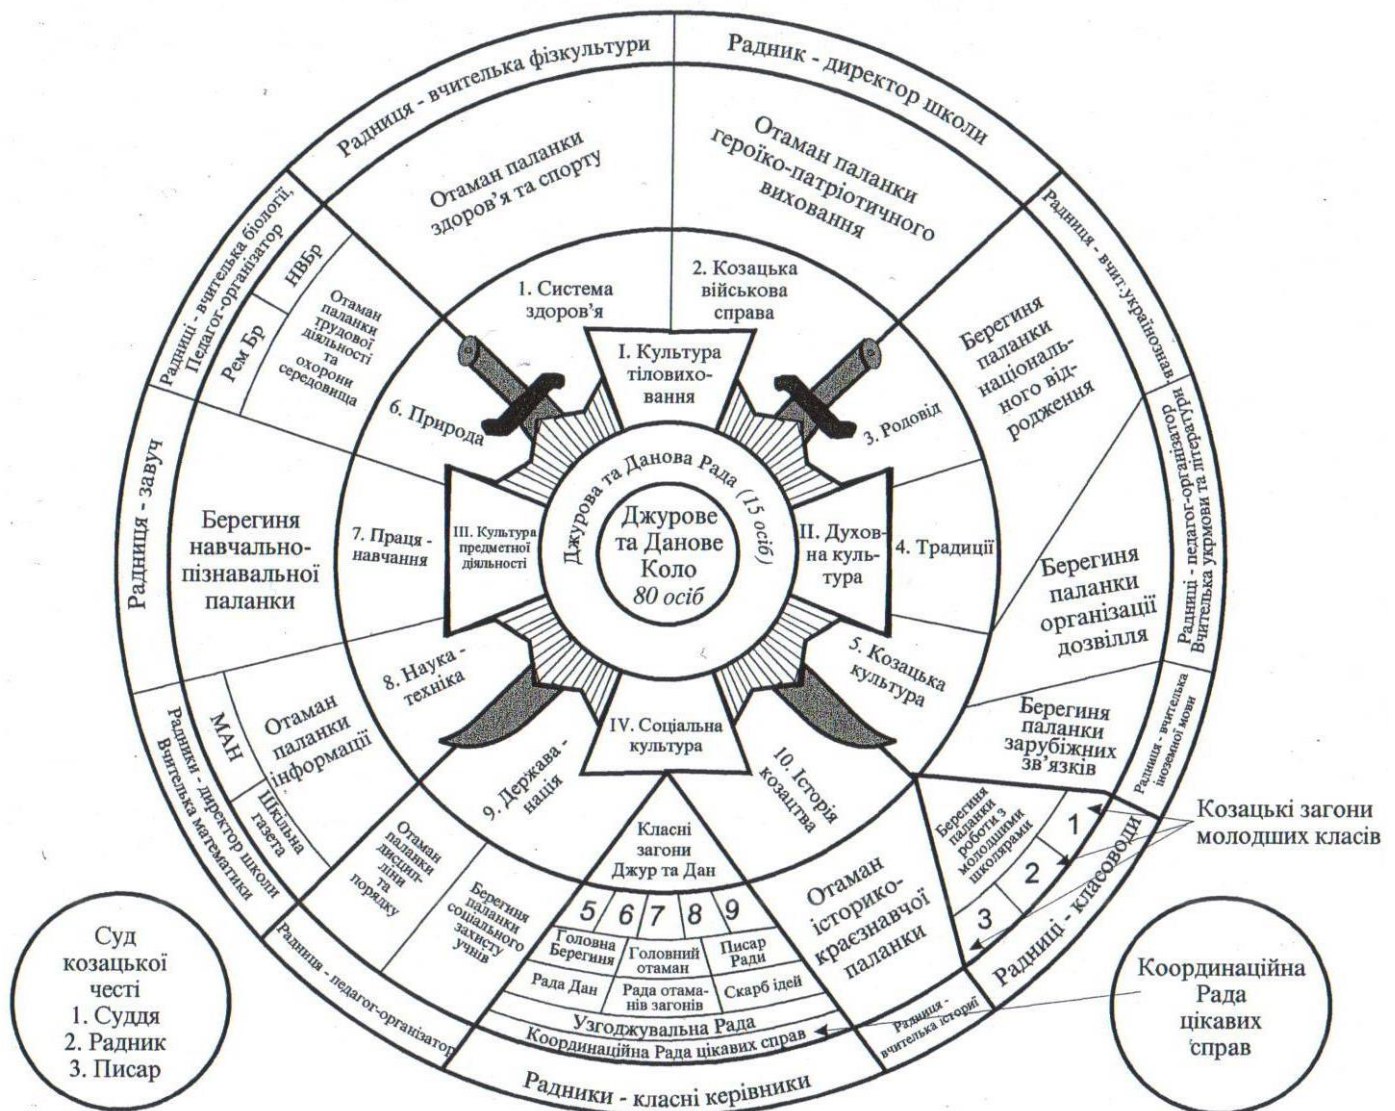 Радниця - вчителька фізкультури
Радник - директор школи
Радниця - вчит.українознав-
Радниці - педагог-організатор
Вчителька укрмови та літератури
Радниця - вчителька
іноземної мови
Радниці - класоводи
Радниця -
вчителька історії
Радники - класні керівники
Радниця - педагог-організатор
Радники - директор школи
Вчителька математики
Радниця - завуч
Радниці - вчителька біології,
Педагог-організатор
Отаман паланки
здоров'я та спорту
Отаман паланки
героїко-патріотичного
виховання
Берегиня
паланки
національ-
ного від-
родження
Берегиня
паланки
організації
дозвілля
Берегиня
паланки
зарубіжних
зв'язків
Берегиня
паланки
роботи з
молодшими
школярами
1
2
3
Козацькі загони
молодших класів
Отаман
історико-
краєзнавчої
паланки
Класні
загони
Джур та Дан
5 6 7 8 9
Головна
Берегиня
Головний
отаман
Писар
Ради
Рада Дан
Рада отама-
нів загонів
Скарб ідей
Узгоджувальна Рада
Координаційна Рада цікавих справ
Берегиня
паланки
соціального
захисту
учнів
Отаман
паланки
дисцип-
ліни
та
порядку
Отаман
паланки
інформації
МАН
Шкільна
газета
Берегиня
навчально-
пізнавальної
паланки
Отаман
паланки
трудової
діяльності
та
охорони
середовища
НВБр
Рем Бр
1. Система
здоров'я
2. Козацька
військова
справа
3. Родовід
4. Традиції
5. Козацька
культура
6. Природа
7. Праця -
навчання
8. Наука -
техніка
9. Держава -
нація
10. Історія
козацтва
I. Культура
тіловихо-
вання
II. Духов-
на куль-
тура
III. Культура
предметної
діяльності
IV. Соціальна
культура
Джурова та Данова Рада (15 осіб)
Джурове
та Данове
Коло
80 осіб
Суд
козацької
честі
1. Суддя
2. Радник
3. Писар
Координаційна
Рада
цікавих
справ